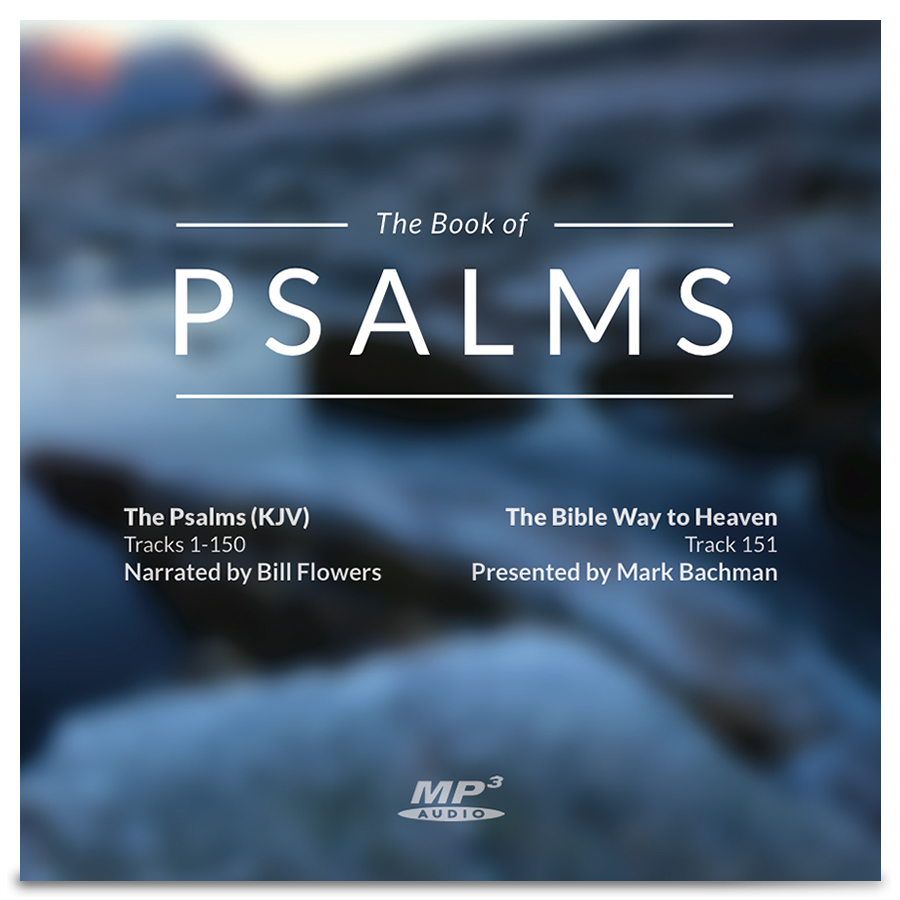 The Book of
PSALMS
The Psalms (KJV)
Tracks 1-150
Narrated by Bill Flowers
The Bible Way to Heaven
Track 151
Presented by Mark Bachman
MP3
AUDIO